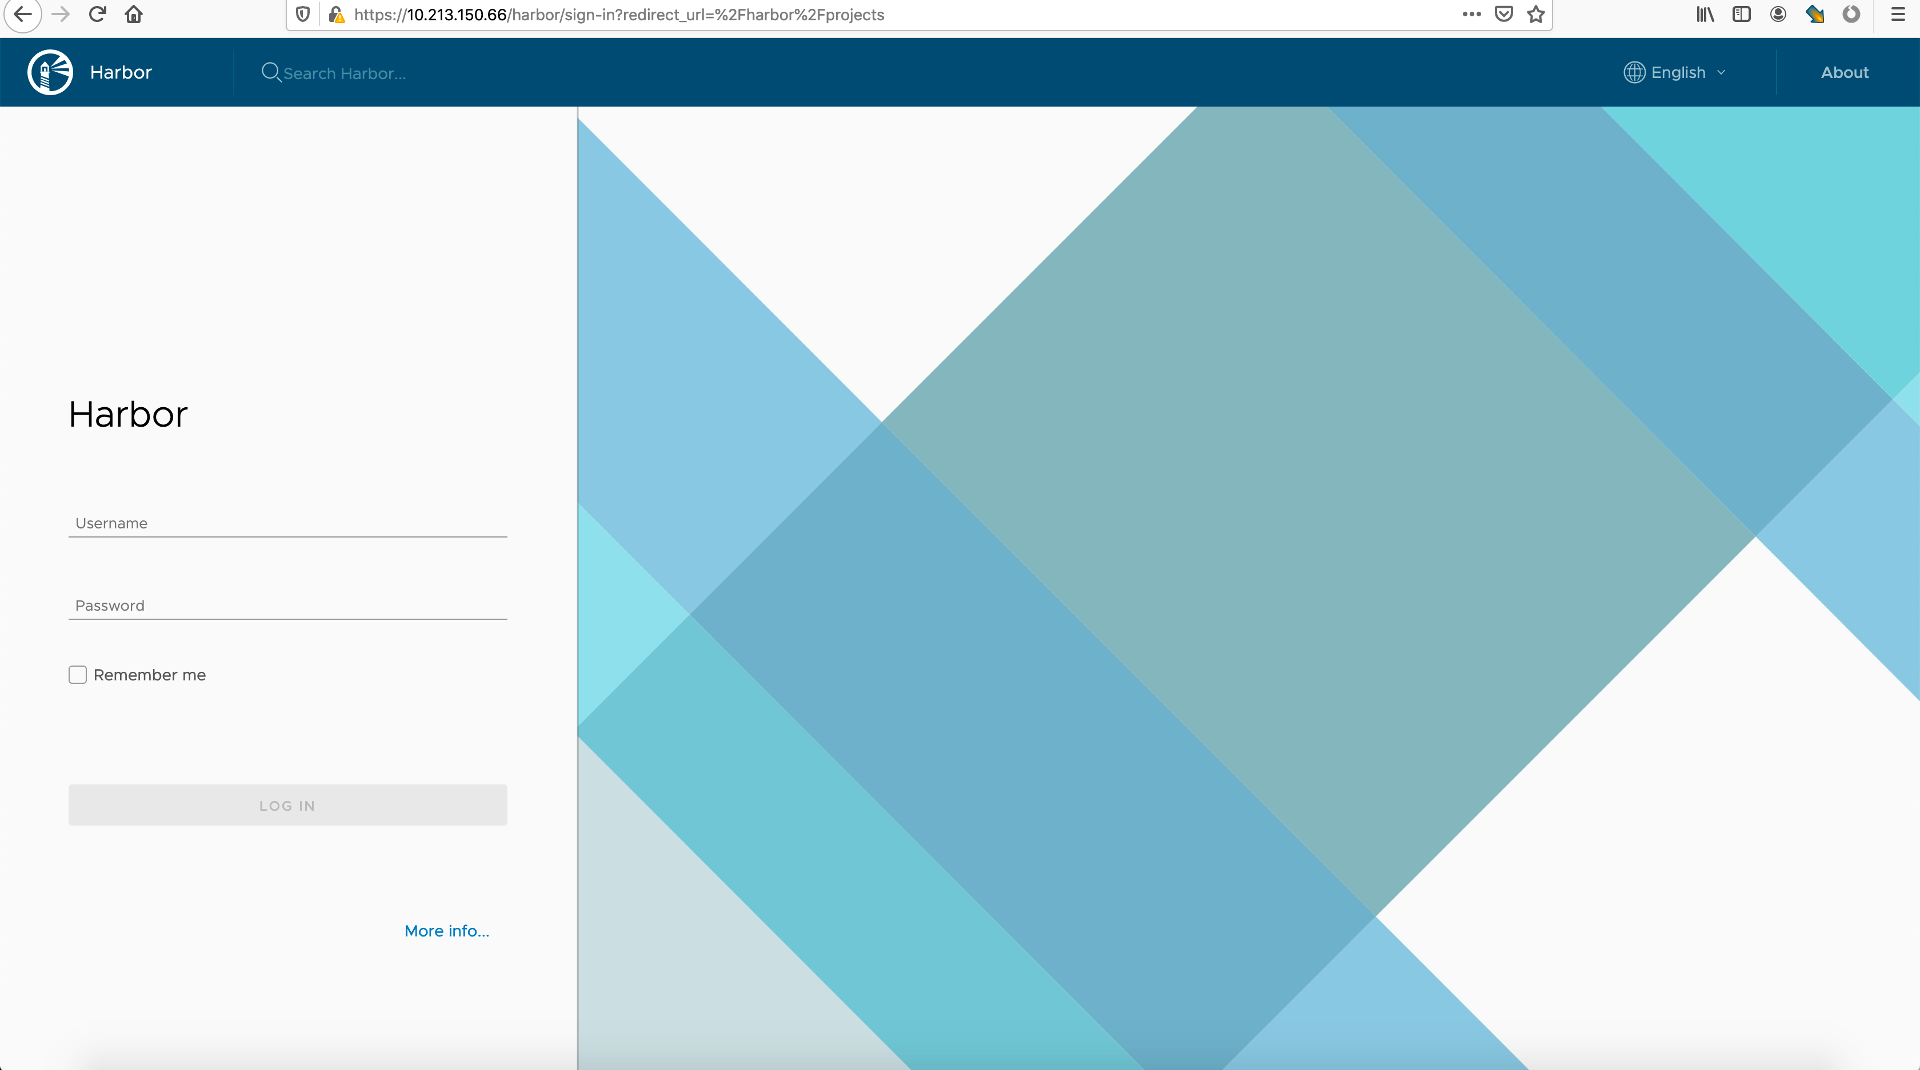 https://10.213.150.66/harbor/sign-in?redirect_url=%2Fharbor%2Fprojects
Harbor
Search Harbor...
English
About
Harbor
Username
Password
Remember me
LOG IN
More info...